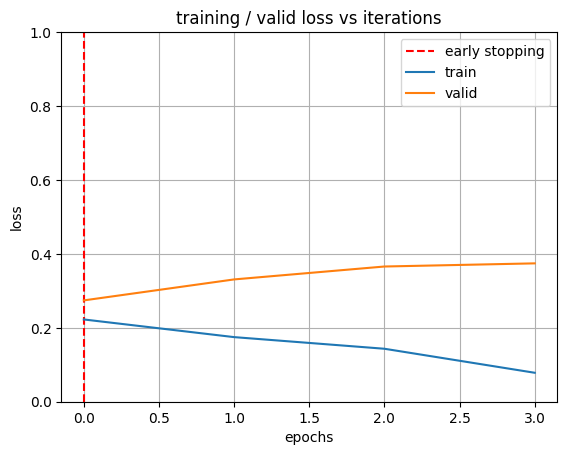 training / valid loss vs iterations
1.0
0.8
0.6
0.4
0.2
0.0
loss
early stopping
train
valid
0.0 0.5 1.0 1.5 2.0 2.5 3.0
epochs